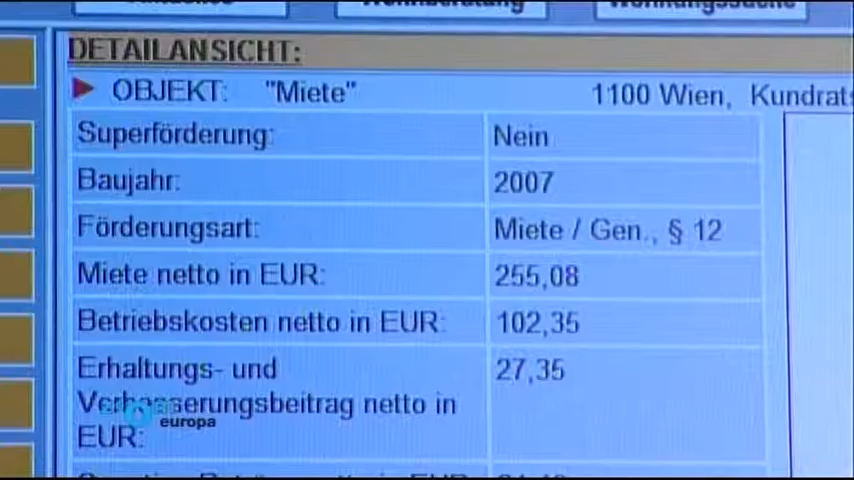 DETAILANSICHT:
OBJEKT: "Miete" 1100 Wien,
Superförderung: Nein
Baujahr: 2007
Förderungsart: Miete / Gen., § 12
Miete netto in EUR: 255,08
Betriebskosten netto in EUR: 102,35
Erhaltungs- und 27,35
Verbesserungsbeitrag netto in
EUR:
europa